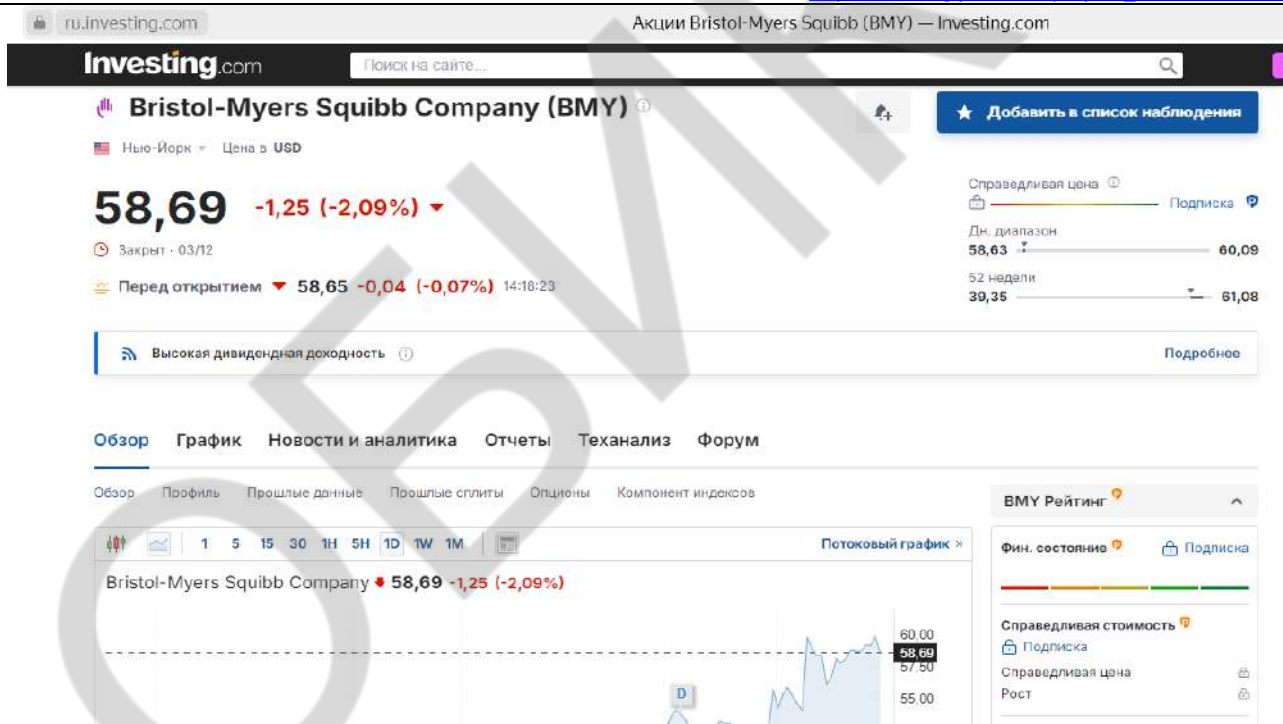 ru.investing.com
Акции Bristol-Myers Squibb (BMY) — Investing.com
Investing.com
Поиск на сайте...
Bristol-Myers Squibb Company (BMY)
Добавить в список наблюдения
Нью-Йорк Цена в USD
58,69 -1,25 (-2,09%)
Закрыт · 03/12
Перед открытием 58,65 -0,04 (-0,07%) 14:18:23
Справедливая цена
Подписка
Дн. диапазон
58,63 60,09
52 недели
39,35 61,08
Высокая дивидендная доходность
Подробнее
Обзор График Новости и аналитика Отчеты Теханализ Форум
Обзор Профиль Прошлые данные Прошлые сплиты Опционы Компонент индексов
1 5 15 30 1H 5H 1D 1W 1M
Потоковый график »
Bristol-Myers Squibb Company 58,69 -1,25 (-2,09%)
60,00
58,69
57,50
55,00
D
BMY Рейтинг
Фин. состояние Подписка
Справедливая стоимость
Подписка
Справедливая цена
Рост